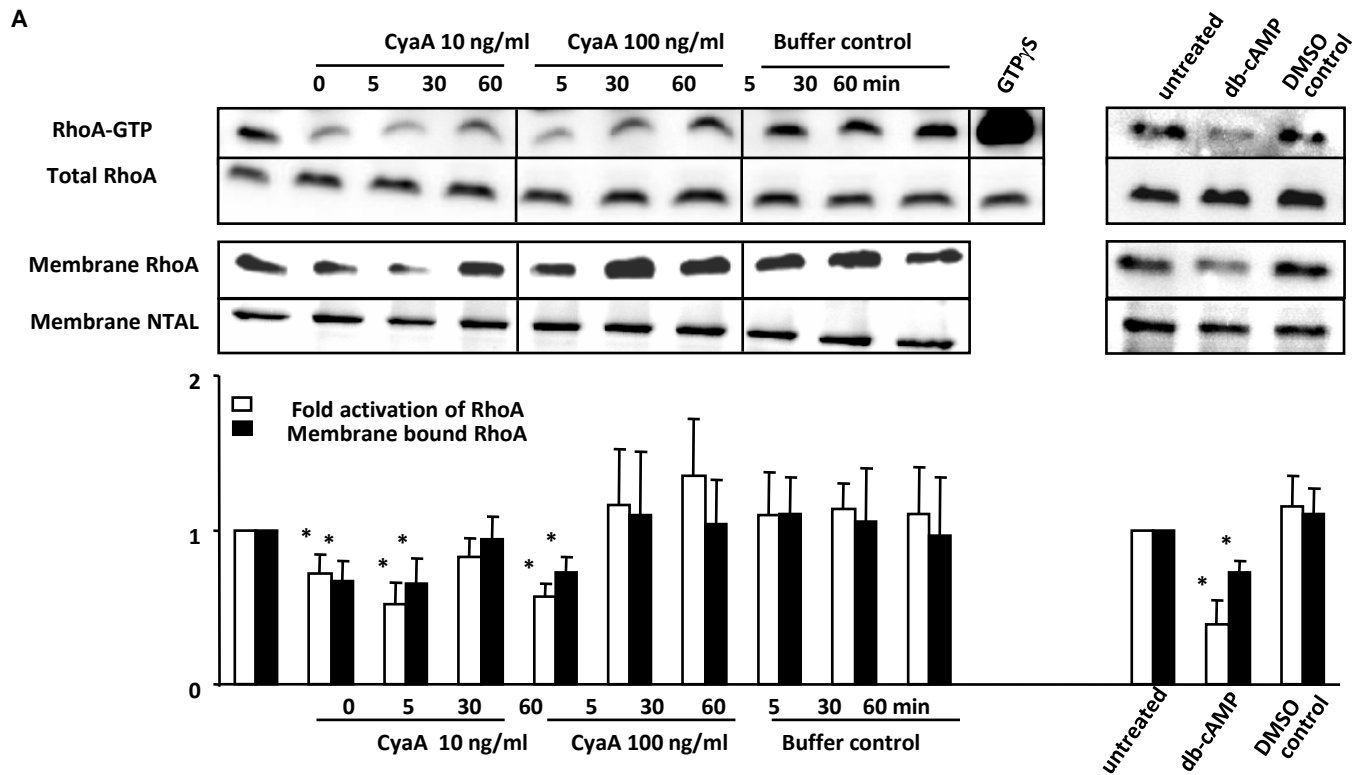 A
CyaA 10 ng/ml CyaA 100 ng/ml Buffer control
0 5 30 60 5 30 60 5 30 60 min
GTPγS
untreated
db-cAMP
DMSO
control
RhoA-GTP
Total RhoA
Membrane RhoA
Membrane NTAL
2
Fold activation of RhoA
Membrane bound RhoA
* * * * * * * *
1
0
0 5 30 60 5 30 60 5 30 60 min
CyaA 10 ng/ml CyaA 100 ng/ml Buffer control
untreated
db-cAMP
DMSO
control